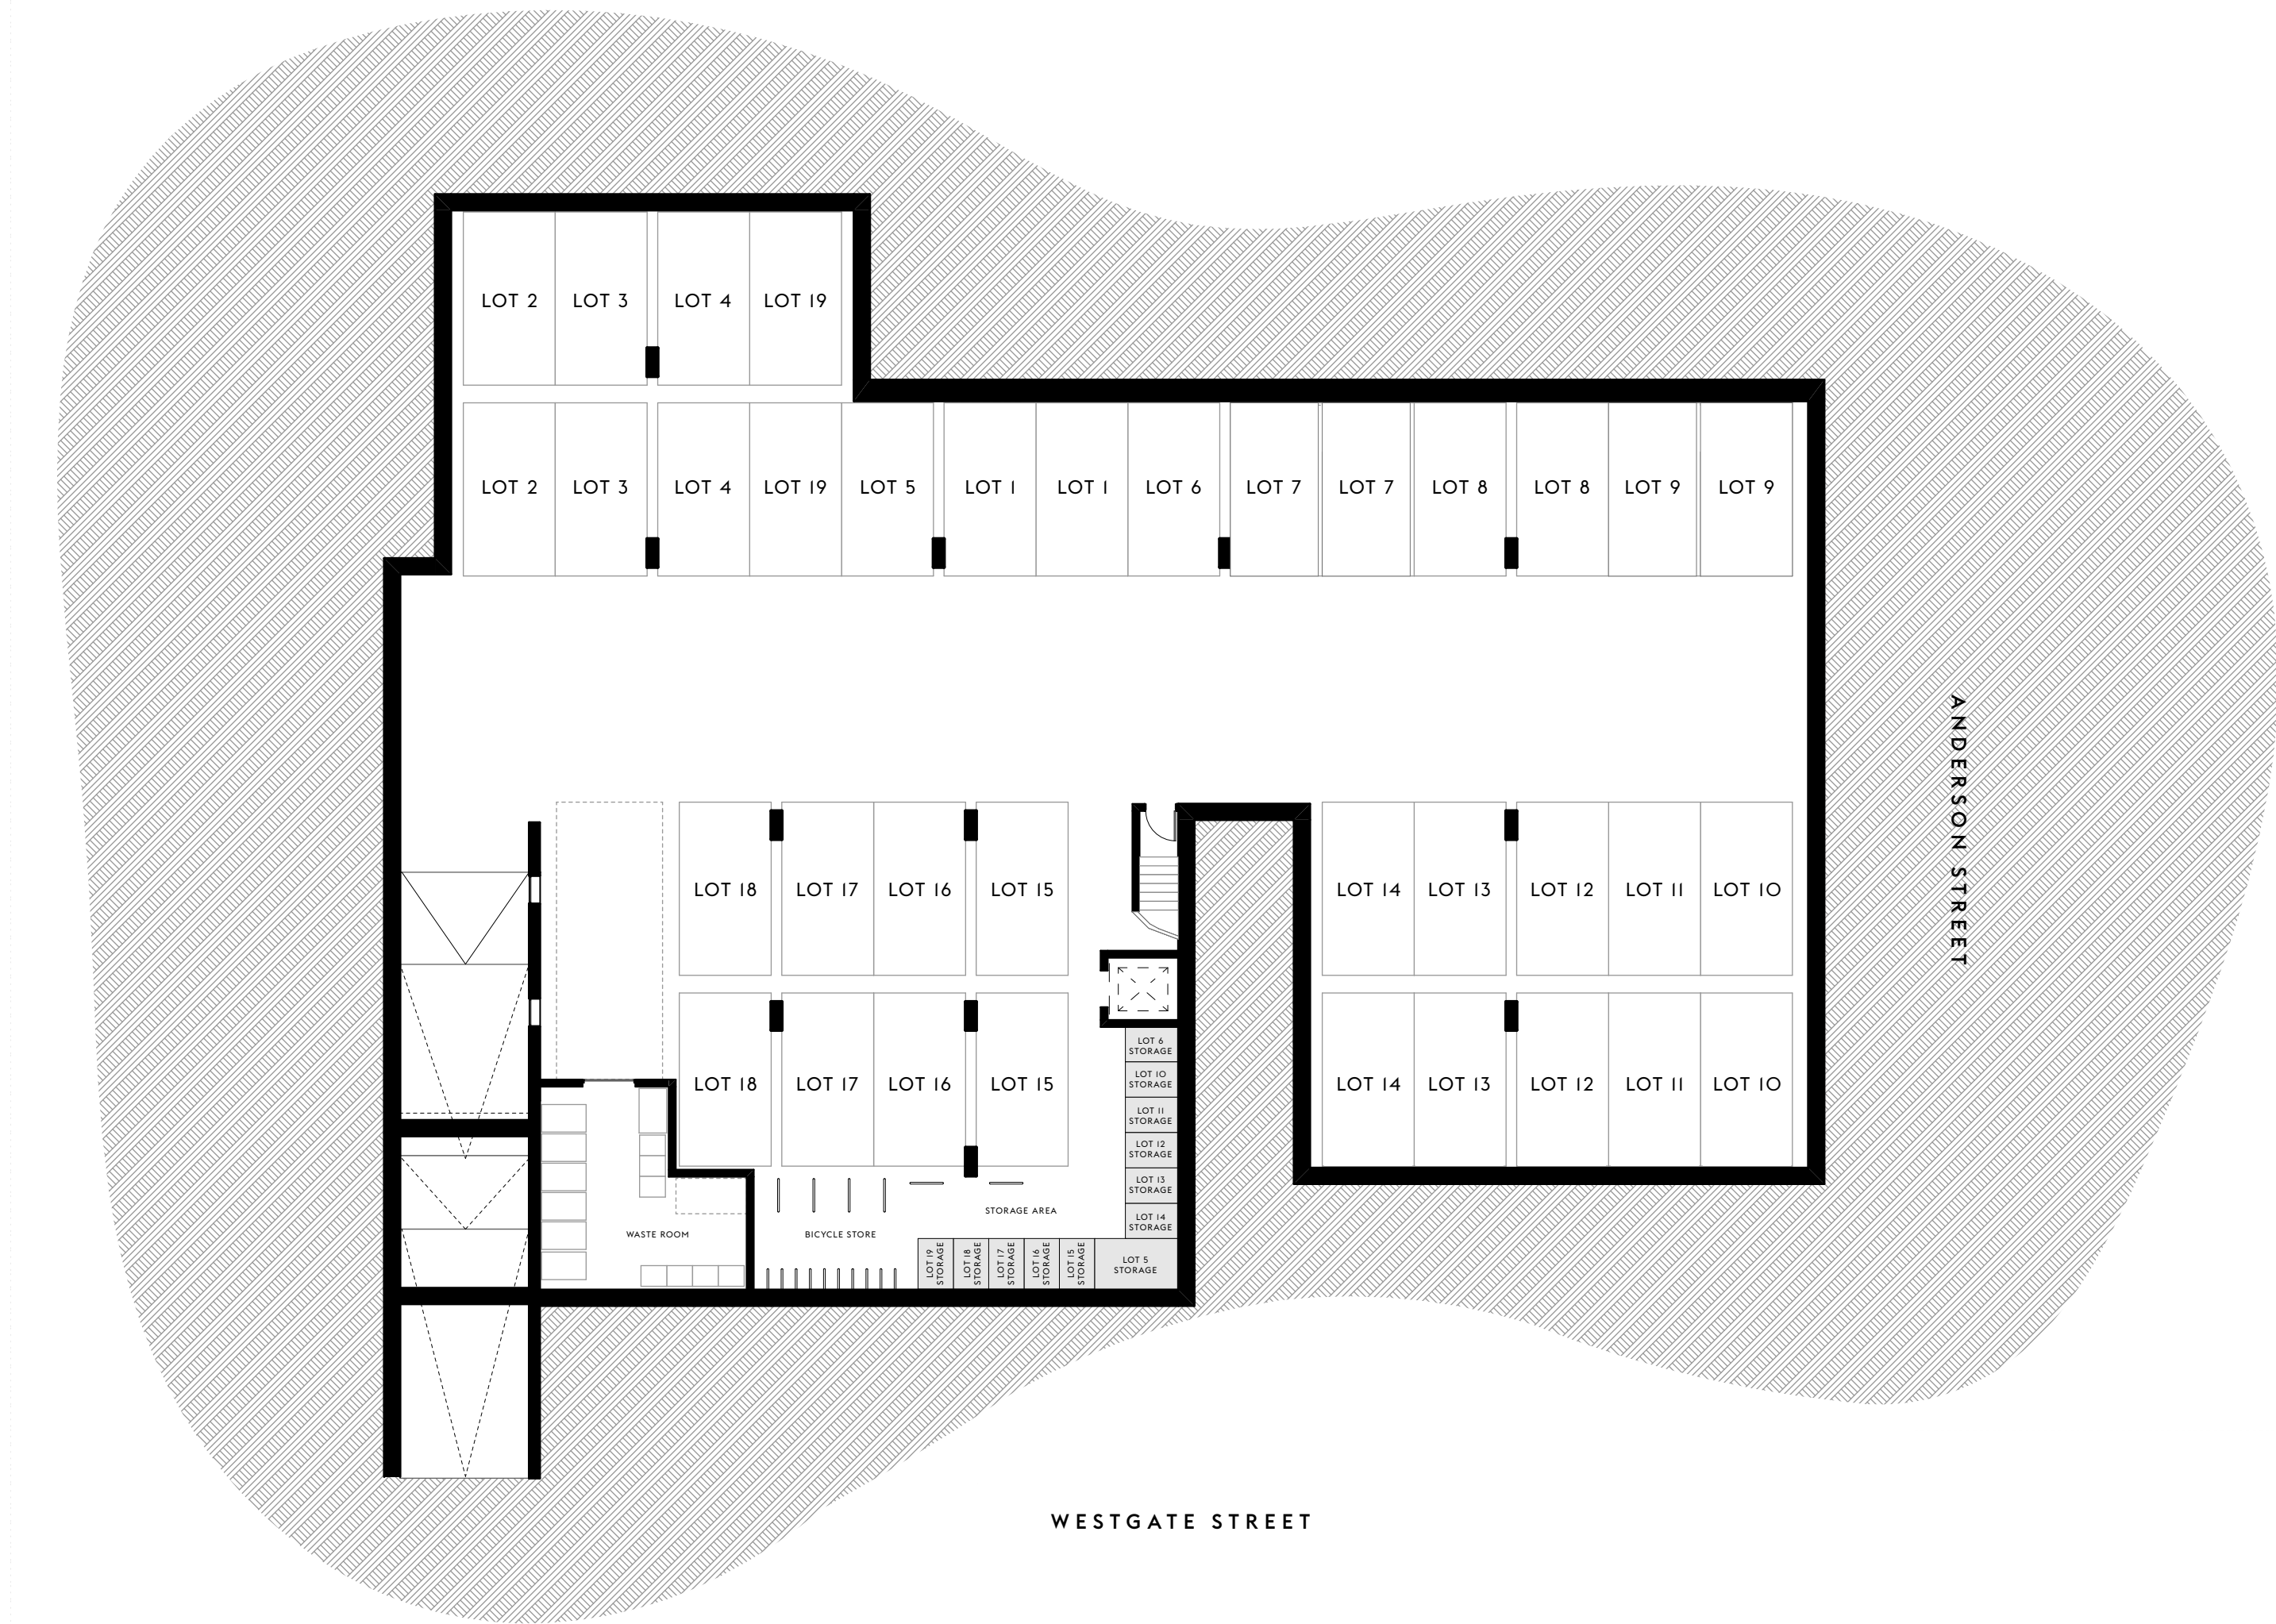 LOT 2
LOT 3
LOT 4
LOT 19
LOT 2
LOT 3
LOT 4
LOT 19
LOT 5
LOT 1
LOT 1
LOT 6
LOT 7
LOT 7
LOT 8
LOT 8
LOT 9
LOT 9
ANDERSON STREET
LOT 18
LOT 17
LOT 16
LOT 15
LOT 14
LOT 13
LOT 12
LOT 11
LOT 10
LOT 18
LOT 17
LOT 16
LOT 15
LOT 14
LOT 13
LOT 12
LOT 11
LOT 10
LOT 6
STORAGE
LOT 10
STORAGE
LOT 11
STORAGE
LOT 12
STORAGE
LOT 13
STORAGE
LOT 14
STORAGE
STORAGE AREA
WASTE ROOM
BICYCLE STORE
LOT 19
STORAGE
LOT 18
STORAGE
LOT 17
STORAGE
LOT 16
STORAGE
LOT 15
STORAGE
LOT 5
STORAGE
WESTGATE STREET